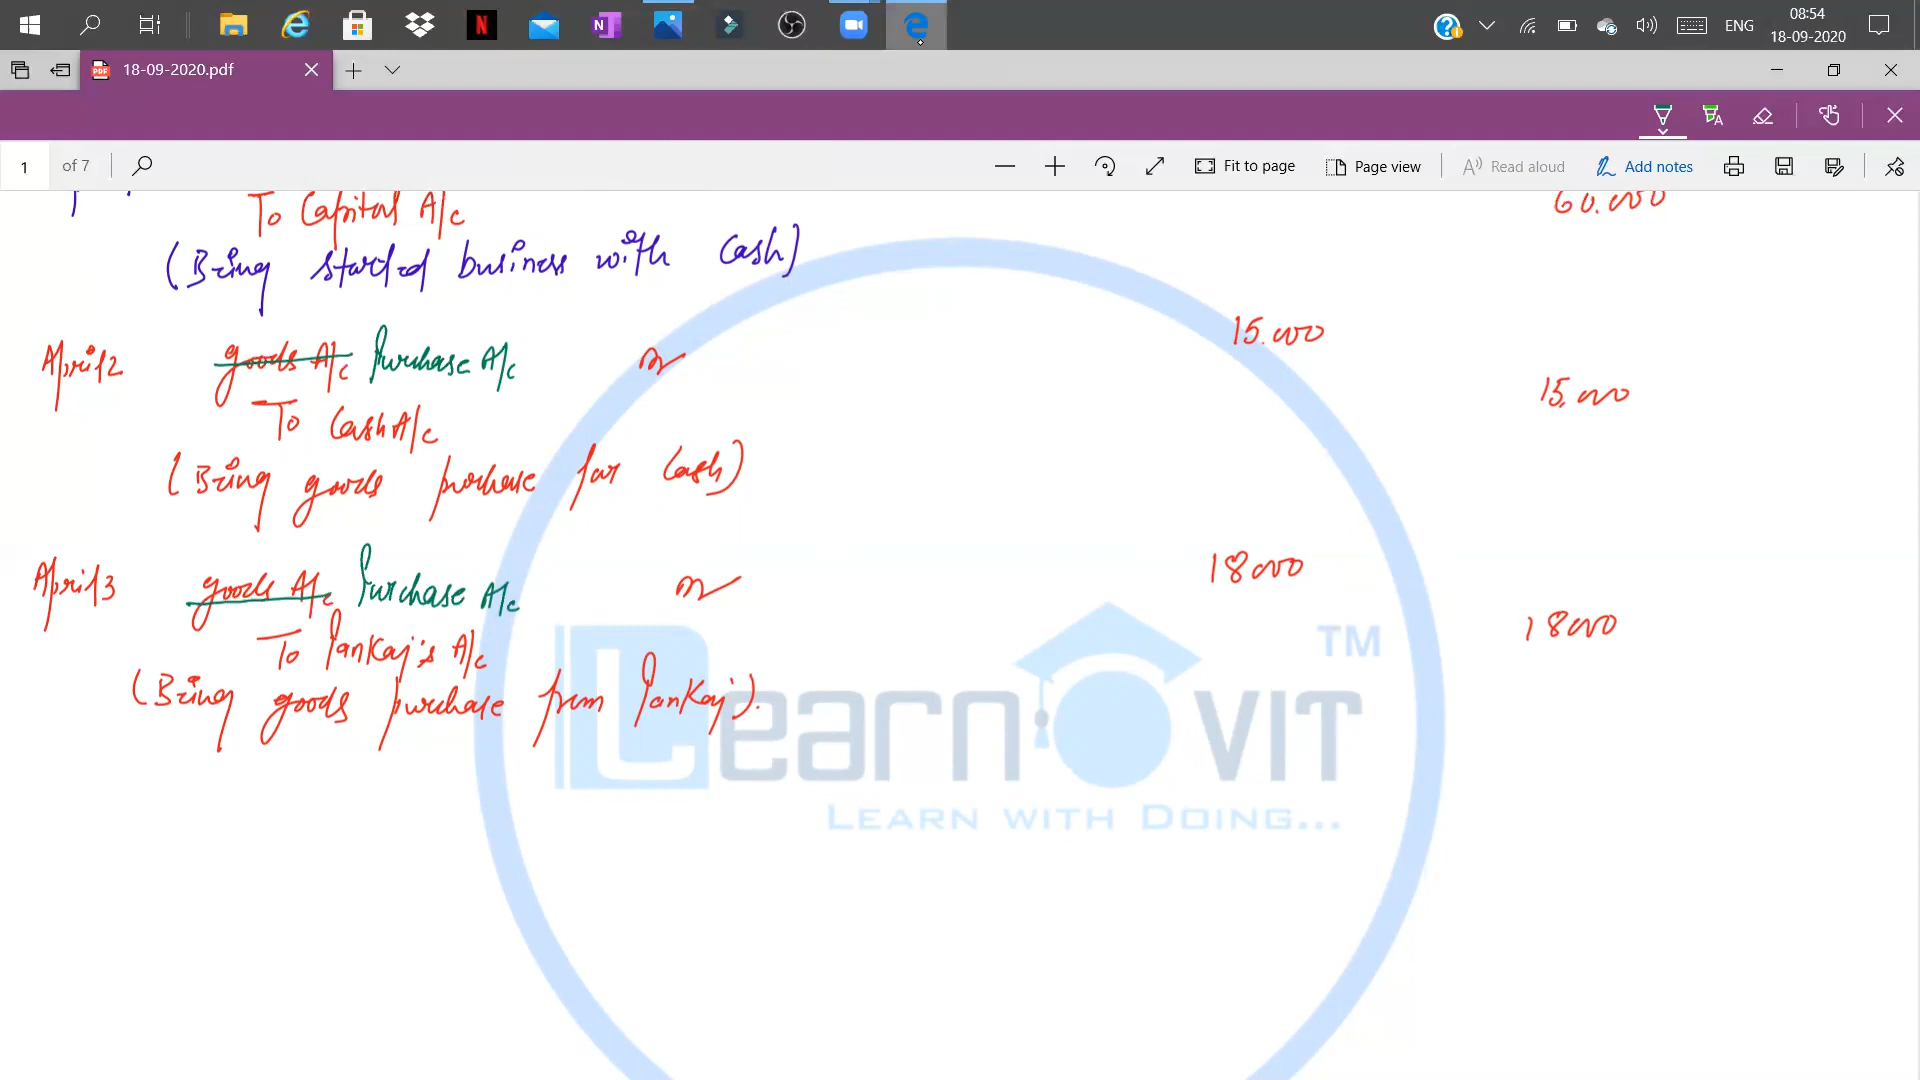 08:54
ENG
18-09-2020
18-09-2020.pdf
1 of 7 Fit to page Page view Read aloud Add notes
To Capital A/c 60.000
(Being started business with Cash)
April 2 goods A/c Purchase A/c Dr 15.000
To Cash A/c 15,000
(Being goods purchase for Cash)
April 3 goods A/c Purchase A/c Dr 18000
To Pankaj's A/c 18000
(Being goods purchase from Pankaj).
Learn VIT TM
LEARN WITH DOING...